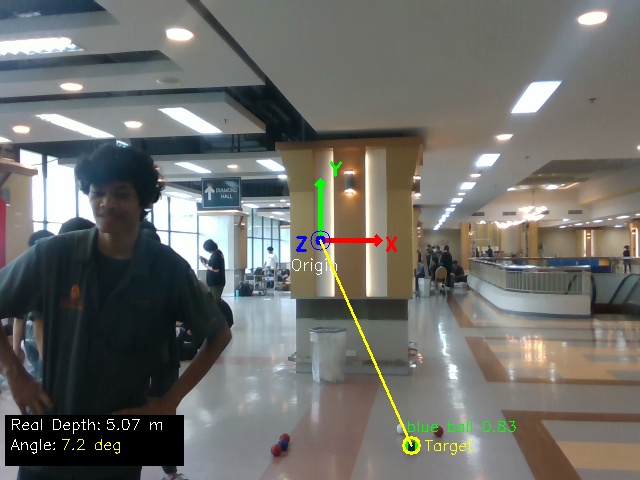 DIAMOND
HALL
Y
Z
X
Origin
blue ball 0.83
Target
Real Depth: 5.07 m
Angle: 7.2 deg